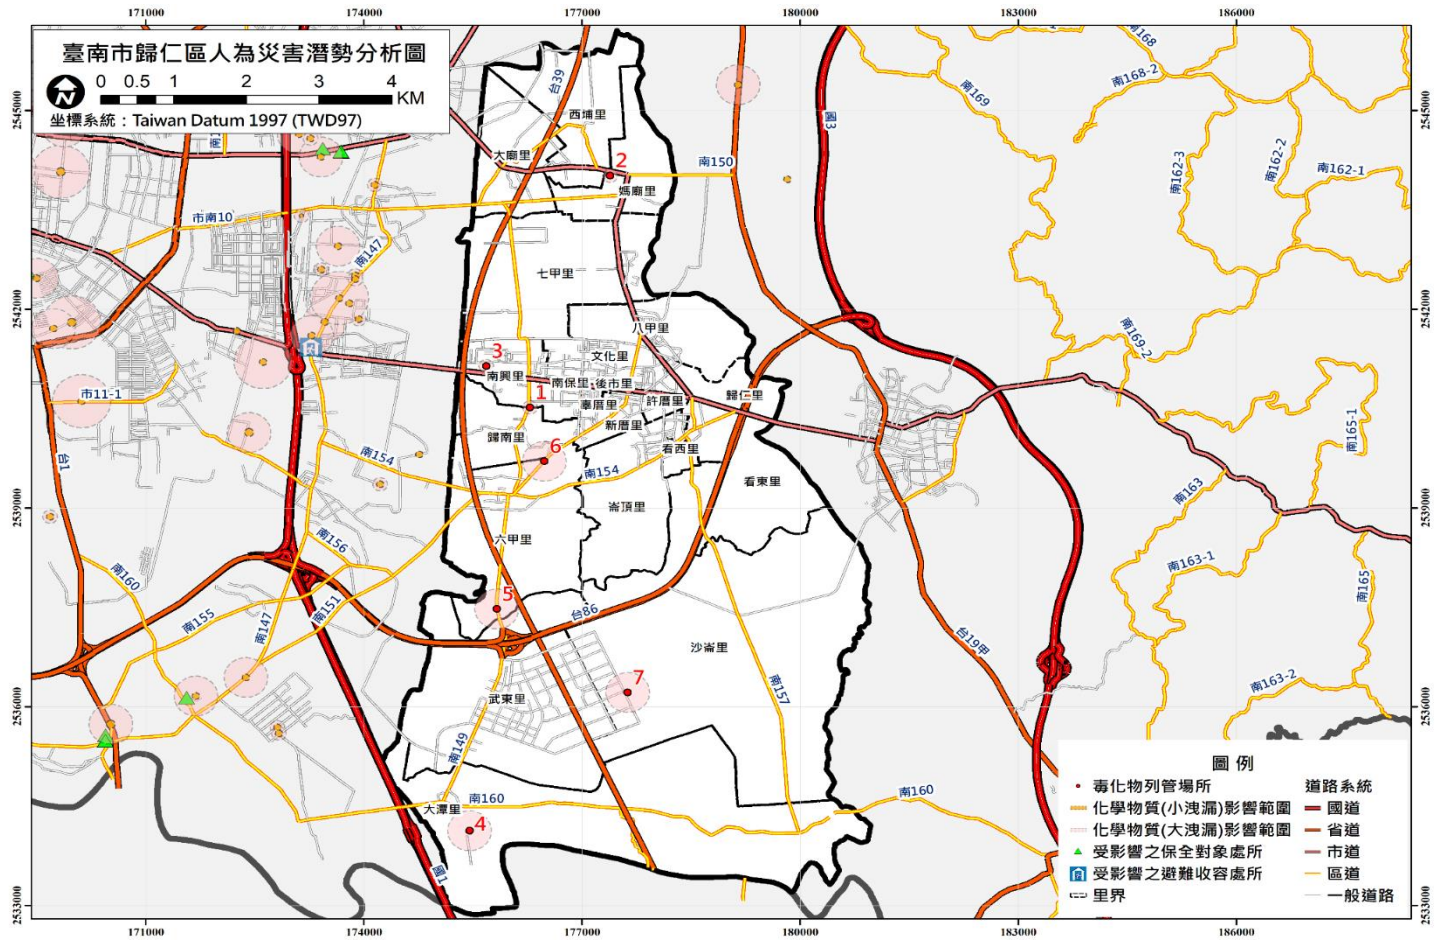 171000 174000 177000 180000 183000 186000
臺南市歸仁區人為災害潛勢分析圖
N
0 0.5 1 2 3 4
KM
坐標系統：Taiwan Datum 1997 (TWD97)
2545000
2545000
台39
西埔里
國3
南168
南168-2
南169
大廟里
2
南150
南162-3
南162-2
南162-1
媽廟里
市南10
南147
七甲里
2542000
2542000
八甲里
南169-2
文化里
3
南興里
南保里
後市里
歸仁里
市11-1
1
辜厝里
許厝里
新厝里
歸南里
6
看西里
南165-1
台1
南154
南154
看東里
南163
2539000
2539000
崙頂里
六甲里
南156
南160
南163-1
南165
5
台86
南155
南147
南151
台19甲
沙崙里
7
武東里
南157
南163-2
2536000
2536000
南149
大潭里
南160
南160
4
國1
圖例
毒化物列管場所
化學物質(小洩漏)影響範圍
化學物質(大洩漏)影響範圍
受影響之保全對象處所
受影響之避難收容處所
里界
道路系統
國道
省道
市道
區道
一般道路
2533000
2533000
171000 174000 177000 180000 183000 186000